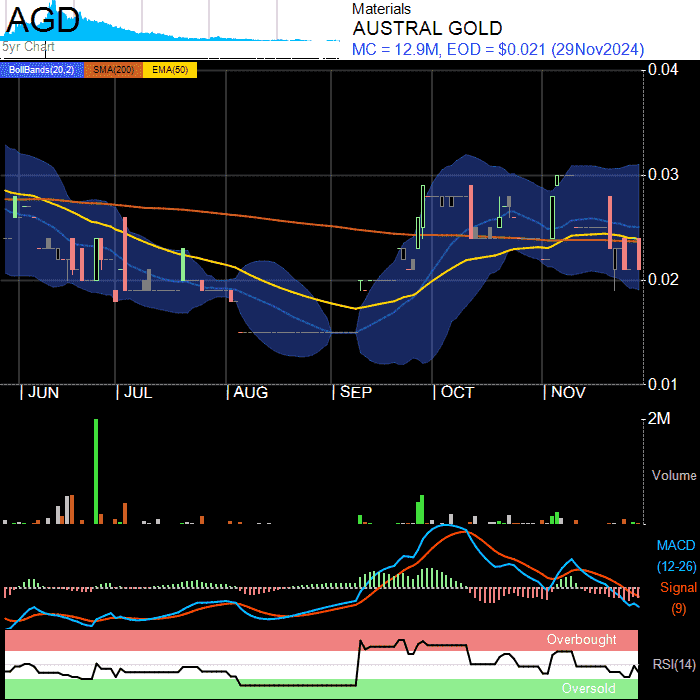 AGD
5yr Chart
Materials
AUSTRAL GOLD
MC = 12.9M, EOD = $0.021 (29Nov2024)
BollBands(20,2) SMA(200) EMA(50)
0.04
0.03
0.02
0.01
JUN JUL AUG SEP OCT NOV
2M
Volume
MACD
(12-26)
Signal
(9)
Overbought
RSI(14)
Oversold